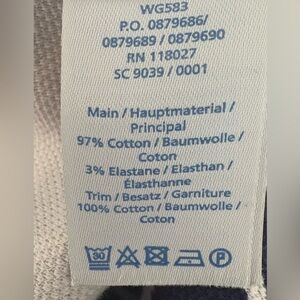 WG583
P.O. 0879686/
0879689 / 0879690
RN 118027
SC 9039 / 0001
Main / Hauptmaterial /
Principal
97% Cotton / Baumwolle /
Coton
3% Elastane / Elasthan /
Élasthanne
Trim / Besatz / Garniture
100% Cotton / Baumwolle /
Coton
30 P